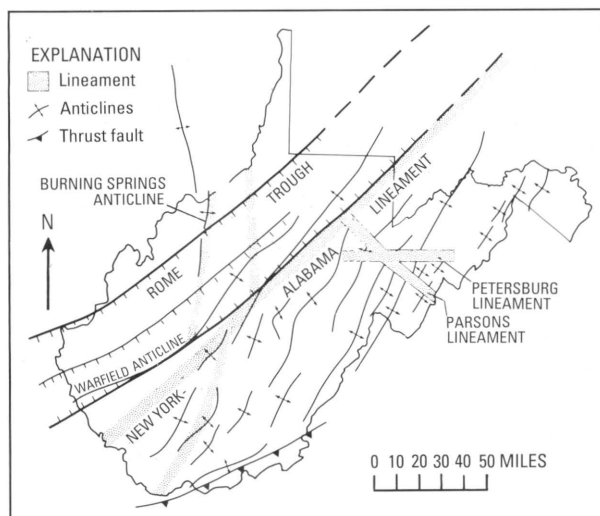 EXPLANATION
Lineament
Anticlines
Thrust fault
BURNING SPRINGS
ANTICLINE
N
TROUGH
LINEAMENT
ROME
ALABAMA
PETERSBURG
LINEAMENT
PARSONS
LINEAMENT
WARFIELD ANTICLINE
NEW YORK-
0 10 20 30 40 50 MILES